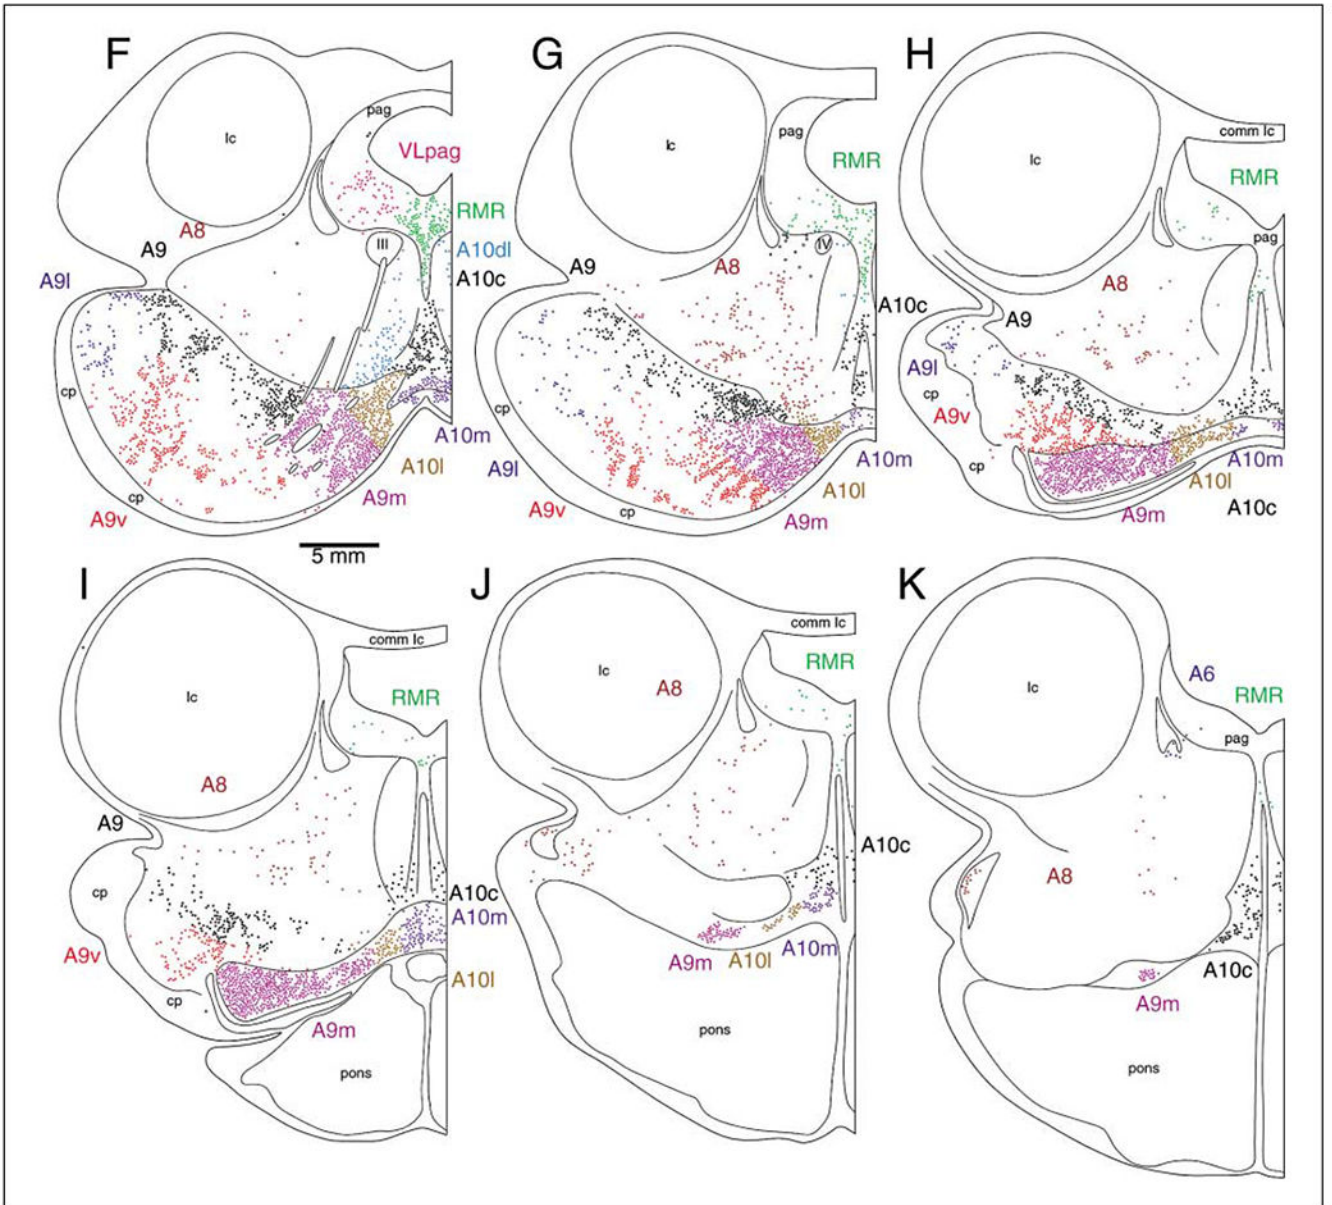 F
lc
pag
VLpag
RMR
A10dl
A10c
III
A8
A9
A9l
cp
cp
A9v
A10m
A10l
A9m
5 mm
G
lc
pag
RMR
IV
A8
A9
A10c
cp
A9l
A9v
cp
A10m
A10l
A9m
H
comm lc
lc
RMR
pag
A8
A9
A9l
cp
A9v
cp
A10m
A10l
A10c
A9m
I
comm lc
lc
RMR
A8
A9
cp
A10c
A10m
A9v
A10l
cp
A9m
pons
J
comm lc
lc
RMR
A8
A10c
A10m
A9m
A10l
pons
K
lc
A6
RMR
pag
A8
A10c
A9m
pons